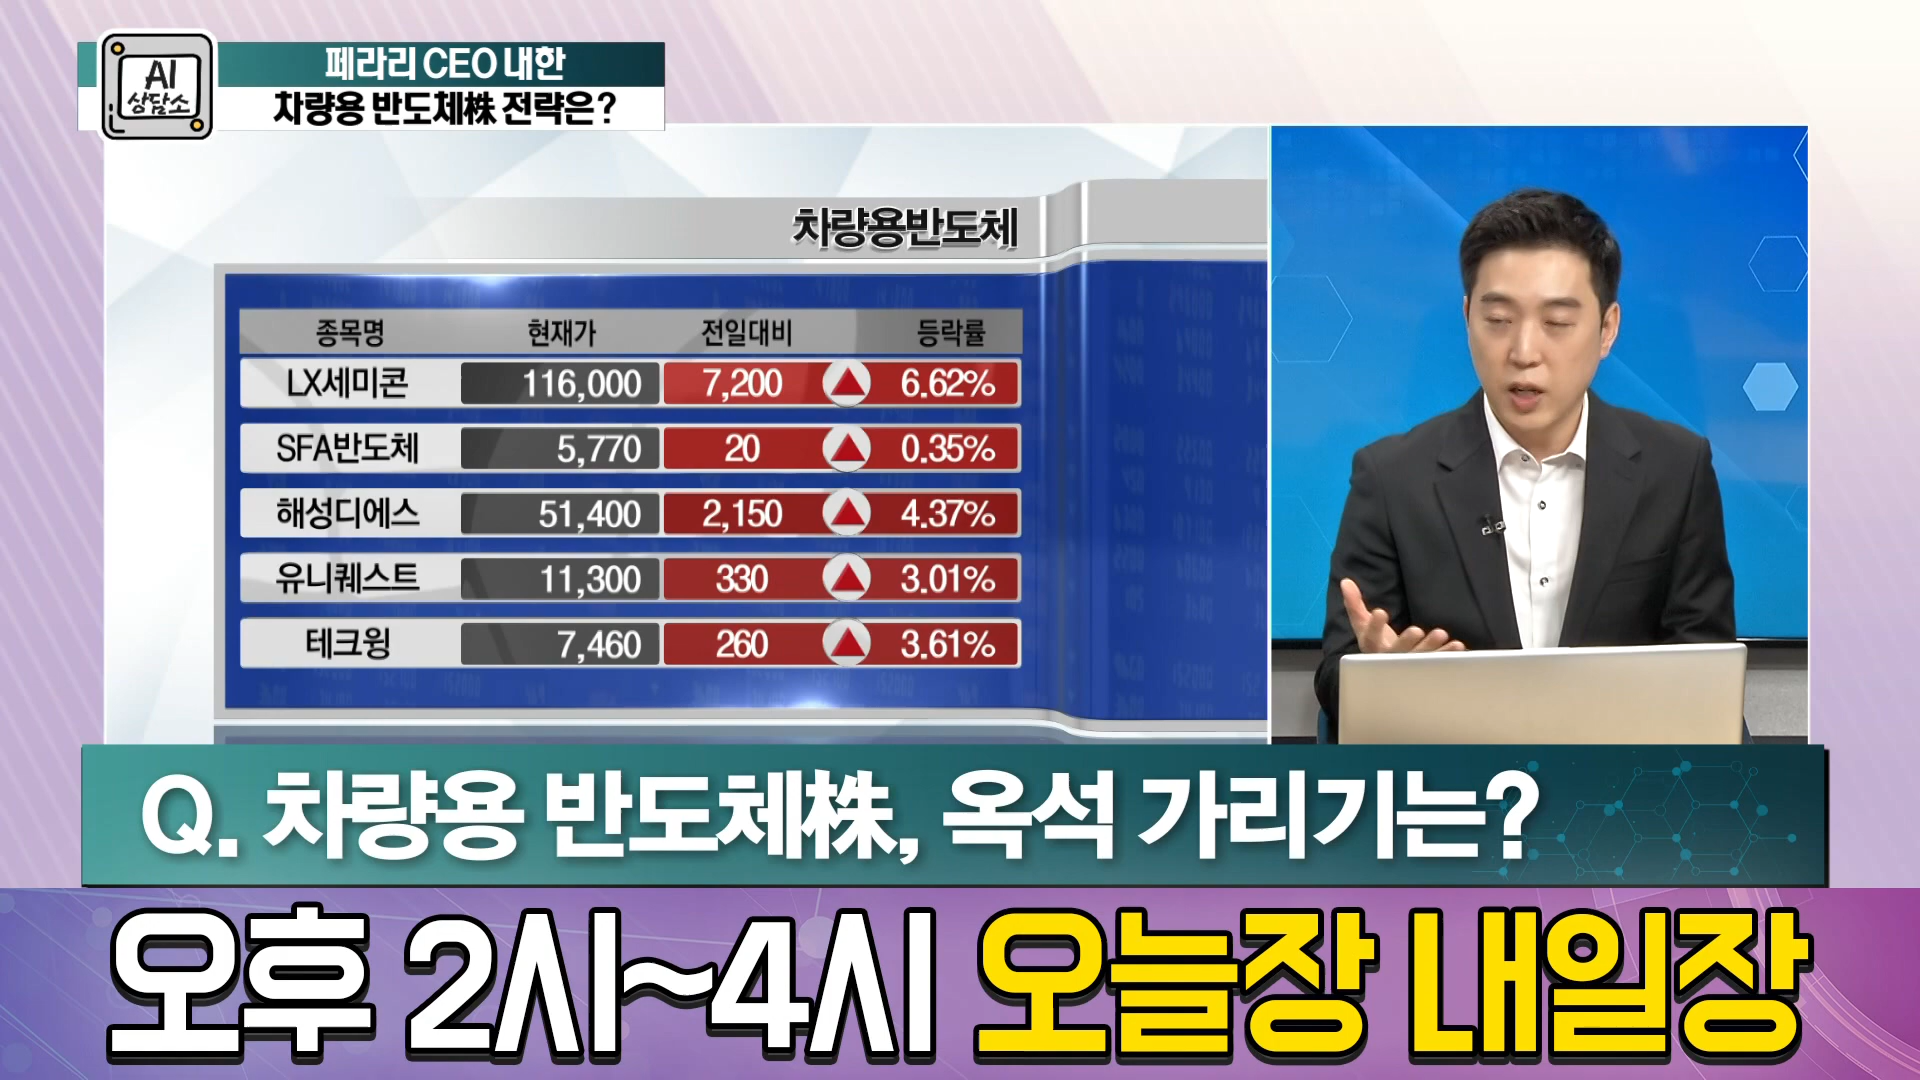 AI
상담소
페라리 CEO 내한
차량용 반도체株 전략은?
차량용반도체
종목명 현재가 전일대비 등락률
LX세미콘 116,000 7,200 ▲ 6.62%
SFA반도체 5,770 20 ▲ 0.35%
해성디에스 51,400 2,150 ▲ 4.37%
유니퀘스트 11,300 330 ▲ 3.01%
테크윙 7,460 260 ▲ 3.61%
Q. 차량용 반도체株, 옥석 가리기는?
오후 2시~4시 오늘장 내일장